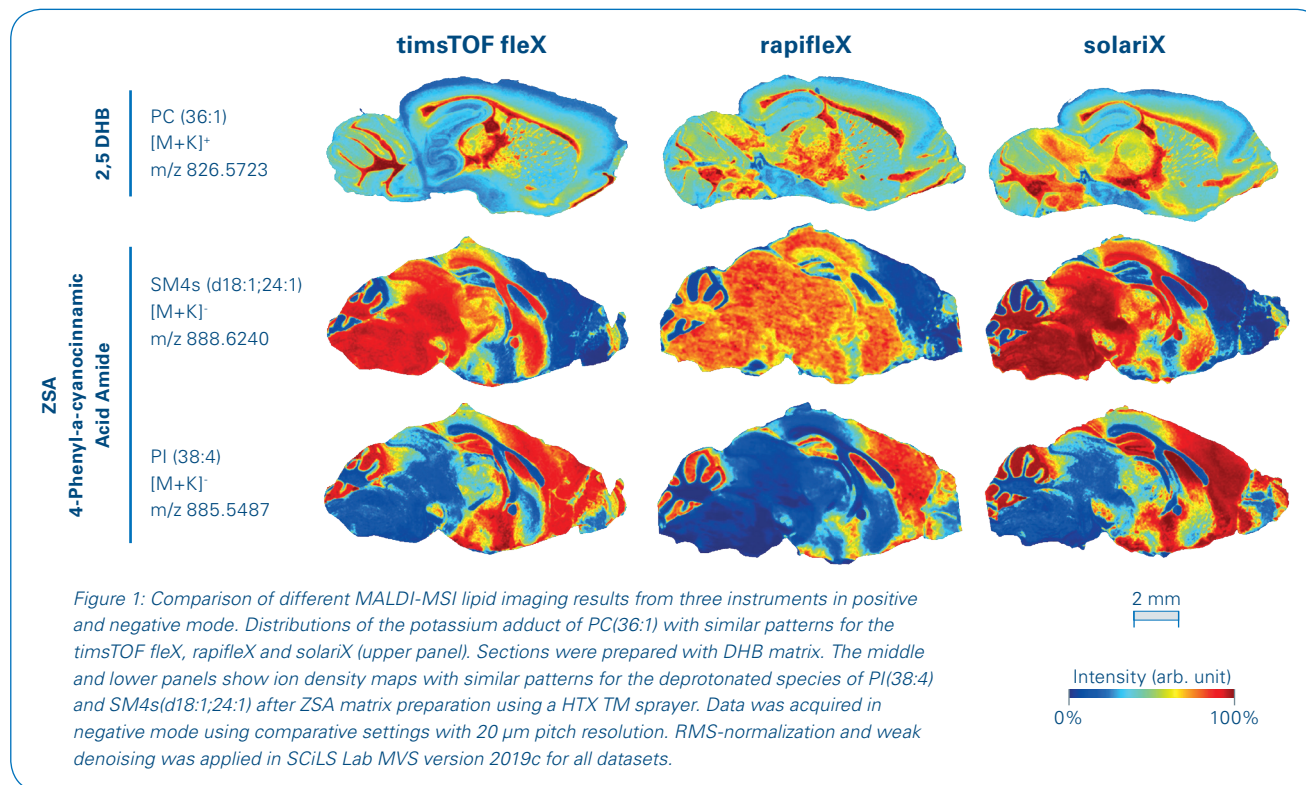 timsTOF fleX
rapifleX
solariX
2,5 DHB
PC (36:1)
[M+K]⁺
m/z 826.5723
ZSA
4-Phenyl-a-cyanocinnamic
Acid Amide
SM4s (d18:1;24:1)
[M+K]⁻
m/z 888.6240
PI (38:4)
[M+K]⁻
m/z 885.5487
Figure 1: Comparison of different MALDI-MSI lipid imaging results from three instruments in positive
and negative mode. Distributions of the potassium adduct of PC(36:1) with similar patterns for the
timsTOF fleX, rapifleX and solariX (upper panel). Sections were prepared with DHB matrix. The middle
and lower panels show ion density maps with similar patterns for the deprotonated species of PI(38:4)
and SM4s(d18:1;24:1) after ZSA matrix preparation using a HTX TM sprayer. Data was acquired in
negative mode using comparative settings with 20 µm pitch resolution. RMS-normalization and weak
denoising was applied in SCiLS Lab MVS version 2019c for all datasets.
2 mm
Intensity (arb. unit)
0%
100%